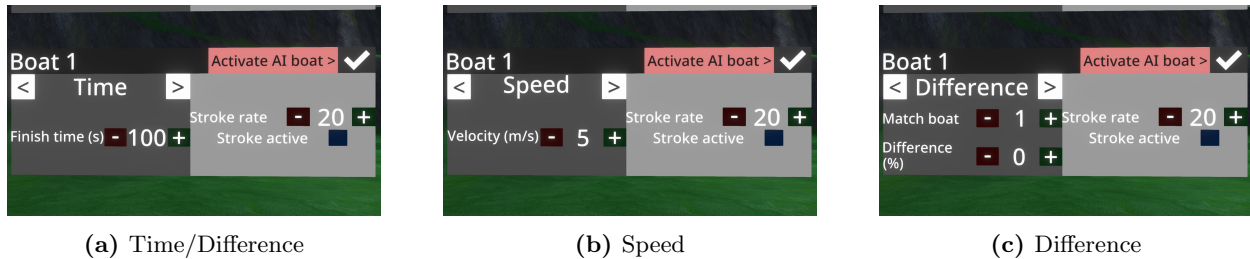 Boat 1 Activate AI boat >
< Time >
Stroke rate - 20 +
Finish time (s) - 100 + Stroke active
(a) Time/Difference
Boat 1 Activate AI boat >
< Speed >
Stroke rate - 20 +
Velocity (m/s) - 5 + Stroke active
(b) Speed
Boat 1 Activate AI boat >
< Difference >
Match boat - 1 + Stroke rate - 20 +
Stroke active
Difference
(%) - 0 +
(c) Difference